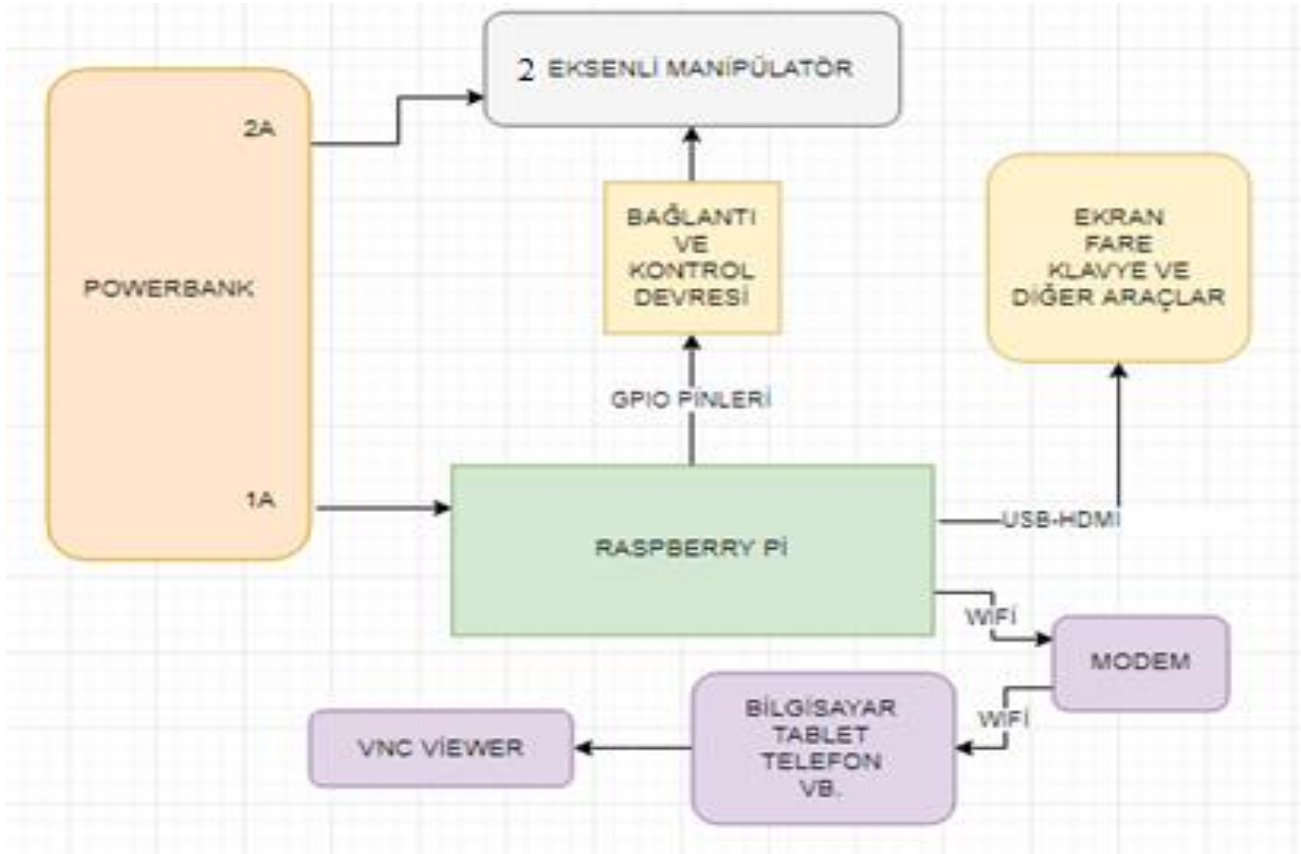 2 EKSENLİ MANİPÜLATÖR
2A
POWERBANK
1A
BAĞLANTI
VE
KONTROL
DEVRESİ
EKRAN
FARE
KLAVYE VE
DİĞER ARAÇLAR
GPIO PİNLERİ
RASPBERRY Pİ
USB-HDMI
WİFİ
MODEM
WİFİ
BİLGİSAYAR
TABLET
TELEFON
VB.
VNC VİEWER